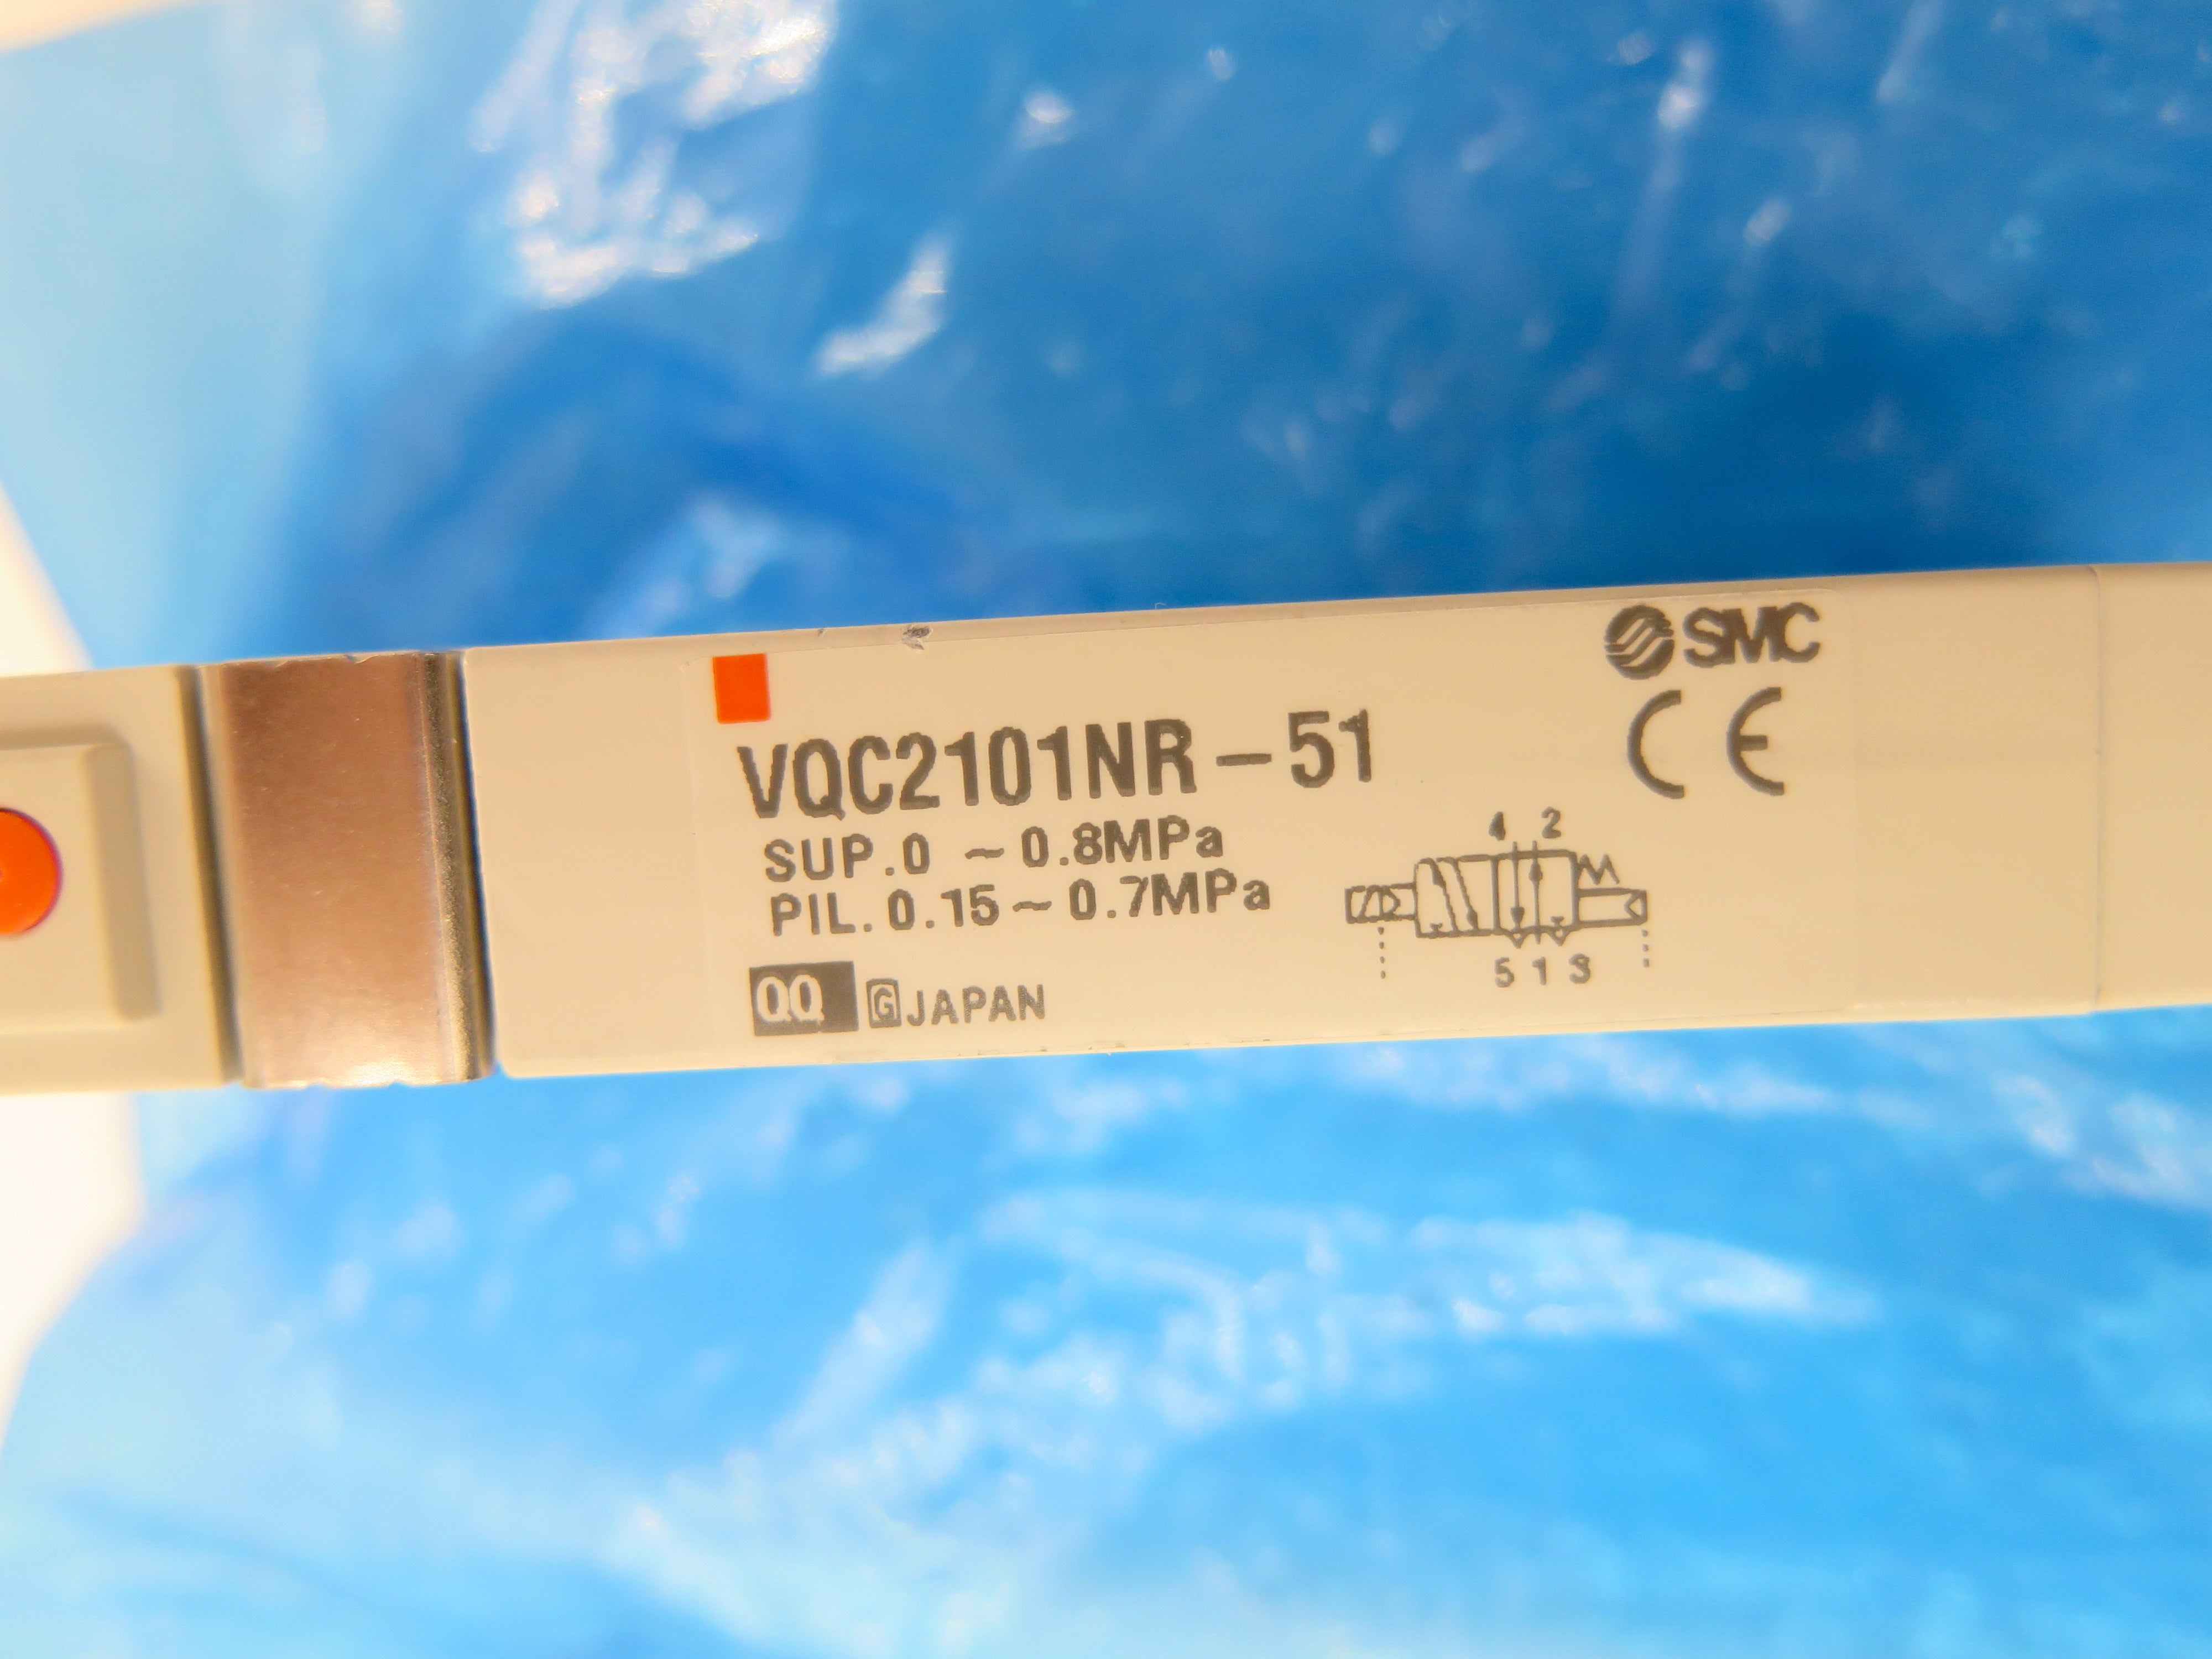 SMC
CE
VQC2101NR-51
SUP.0 ~0.8MPa
PIL.0.15~0.7MPa
4 2
5 1 3
QQ G JAPAN